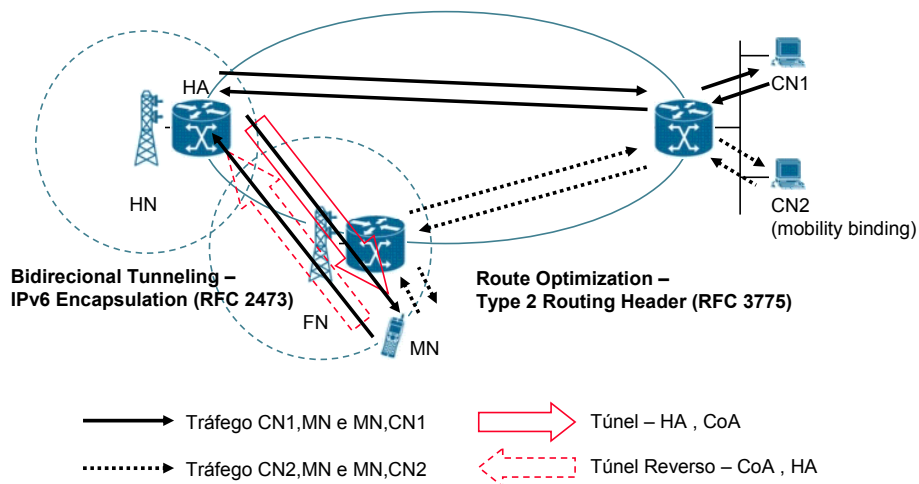 HA
CN1
HN
CN2
(mobility binding)
Bidirecional Tunneling –
IPv6 Encapsulation (RFC 2473)
Route Optimization –
Type 2 Routing Header (RFC 3775)
FN
MN
Tráfego CN1,MN e MN,CN1
Túnel – HA , CoA
Tráfego CN2,MN e MN,CN2
Túnel Reverso – CoA , HA